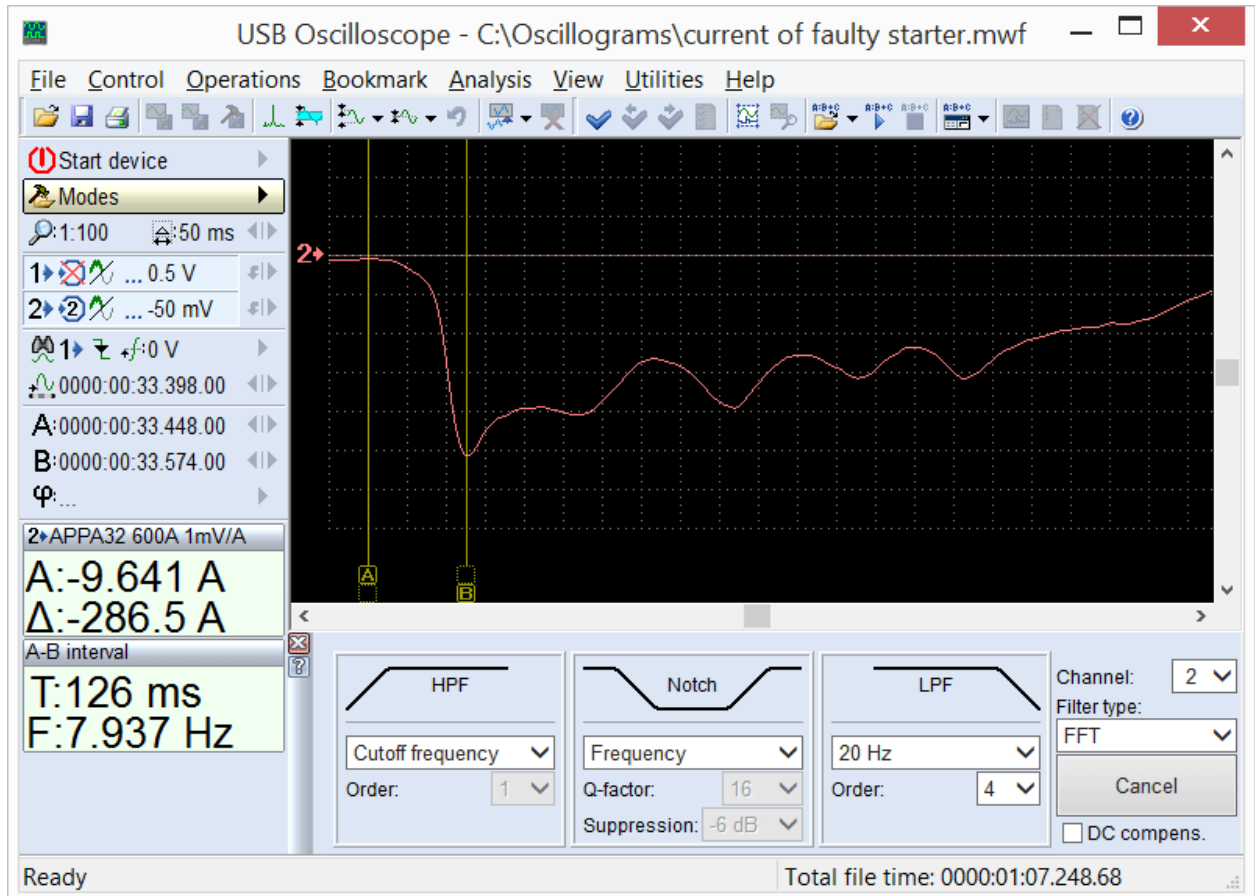 USB Oscilloscope - C:\Oscillograms\current of faulty starter.mwf
File Control Operations Bookmark Analysis View Utilities Help
A:B+C A:B+C A:B+C A:B+C
Start device
Modes
:1:100 :50 ms
1 ... 0.5 V
2 2 ... -50 mV
1 f:0 V
:0000:00:33.398.00
A:0000:00:33.448.00
B:0000:00:33.574.00
φ:...
2 APPA32 600A 1mV/A
A:-9.641 A
Δ:-286.5 A
A-B interval
T:126 ms
F:7.937 Hz
2
A
B
HPF
Cutoff frequency
Order: 1
Notch
Frequency
Q-factor: 16
Suppression: -6 dB
LPF
20 Hz
Order: 4
Channel: 2
Filter type:
FFT
Cancel
DC compens.
Ready
Total file time: 0000:01:07.248.68